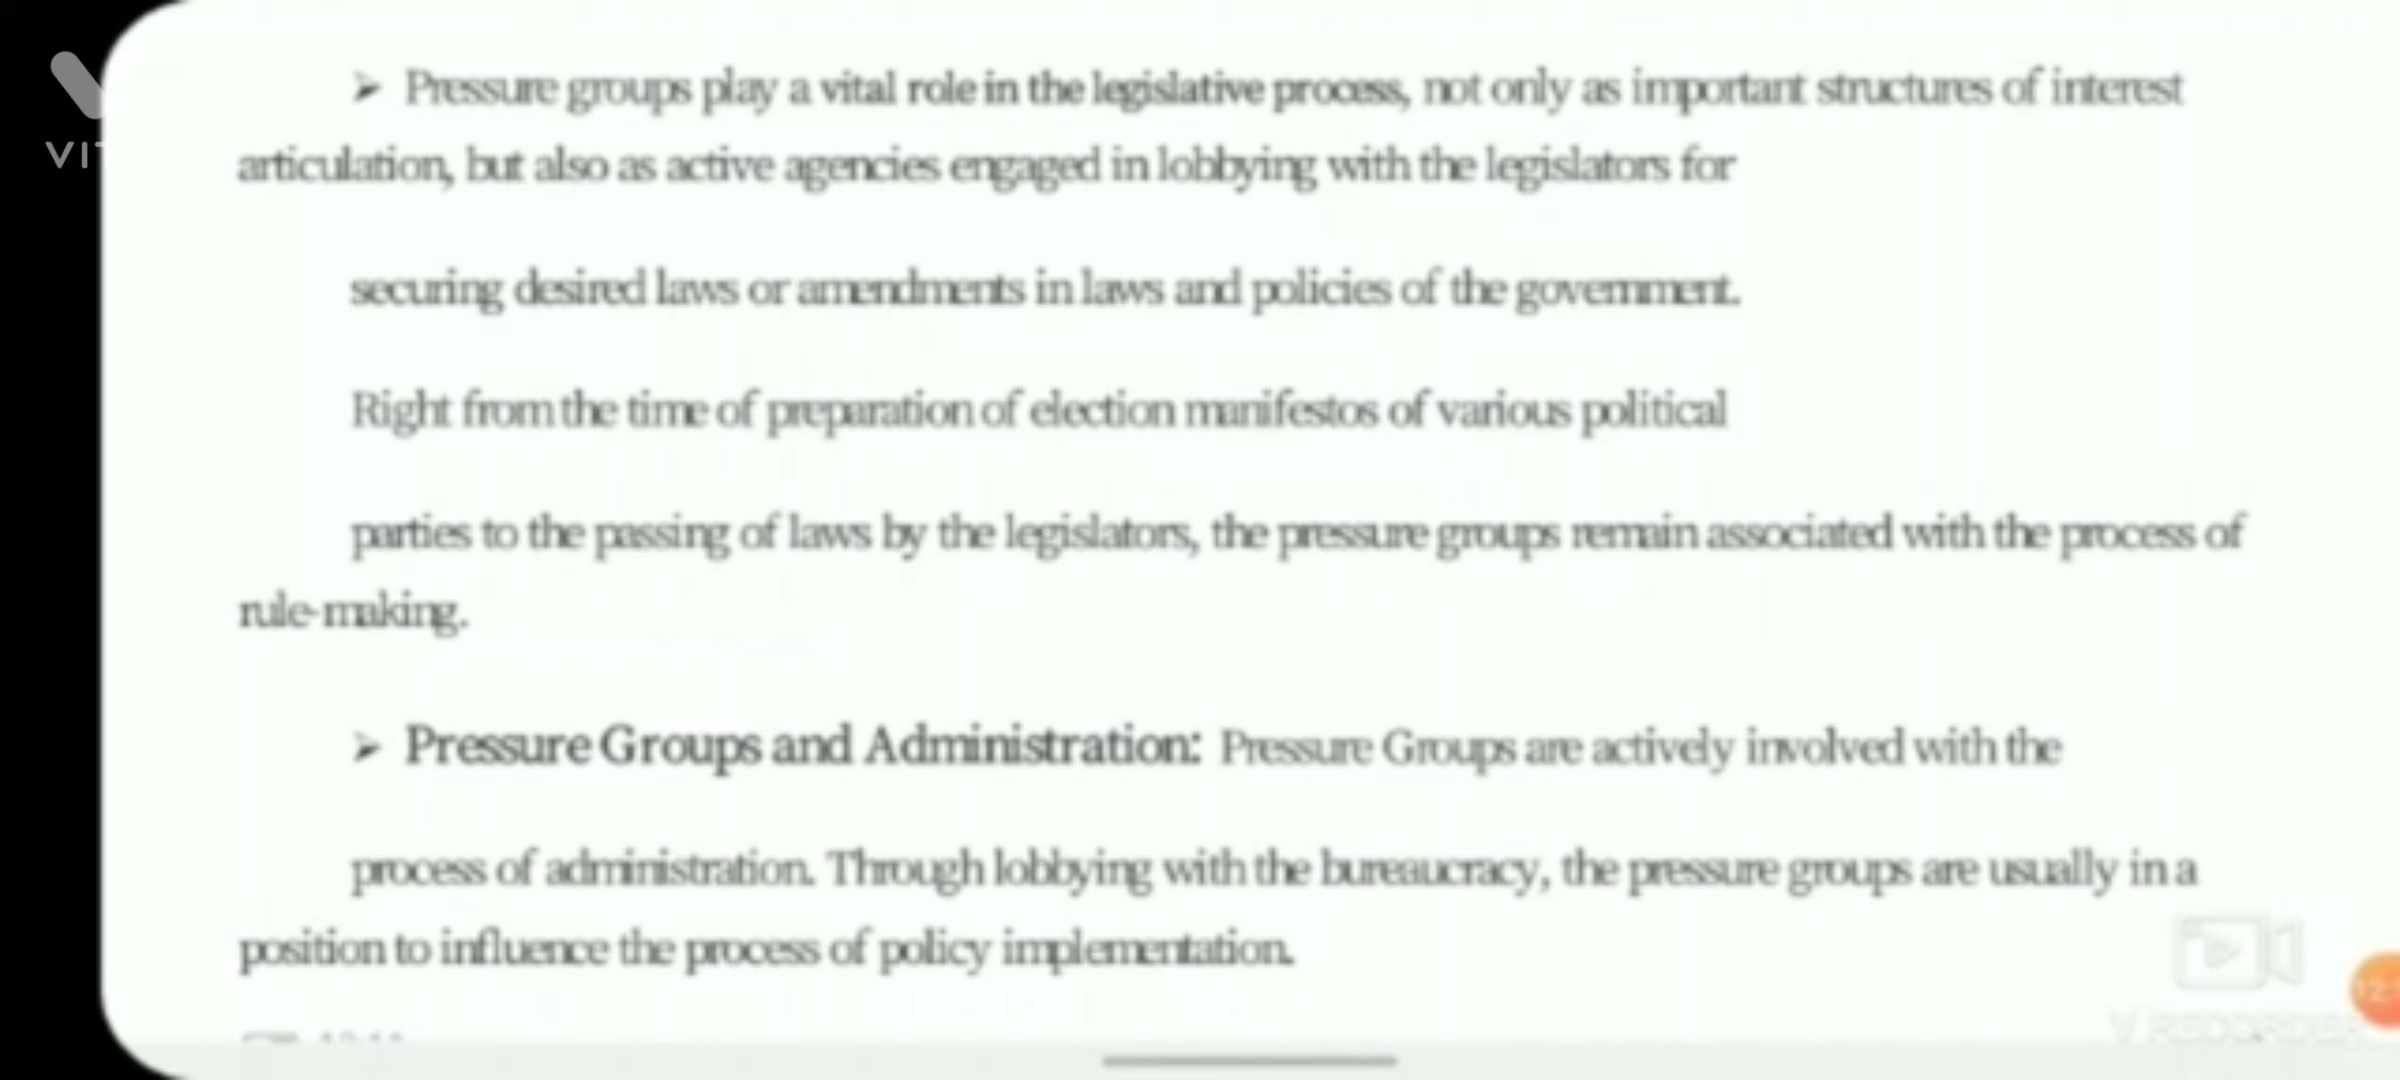 ➢ Pressure groups play a vital role in the legislative process, not only as important structures of interest
articulation, but also as active agencies engaged in lobbying with the legislators for
securing desired laws or amendments in laws and policies of the government.
Right from the time of preparation of election manifestos of various political
parties to the passing of laws by the legislators, the pressure groups remain associated with the process of
rule-making.
➢ Pressure Groups and Administration: Pressure Groups are actively involved with the
process of administration. Through lobbying with the bureaucracy, the pressure groups are usually in a
position to influence the process of policy implementation.
V RECORDER